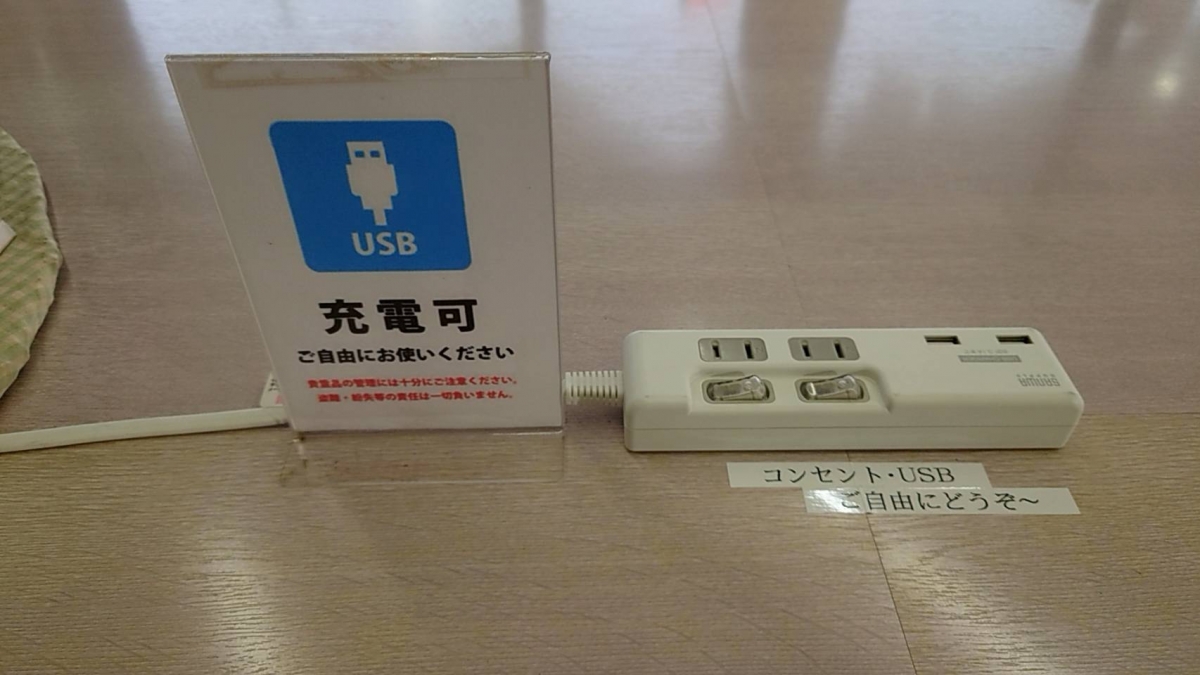 USB
充電可
ご自由にお使いください
貴重品の管理には十分にご注意ください。
盗難・紛失等の責任は一切負いません。
コンセント・USB
ご自由にどうぞ～